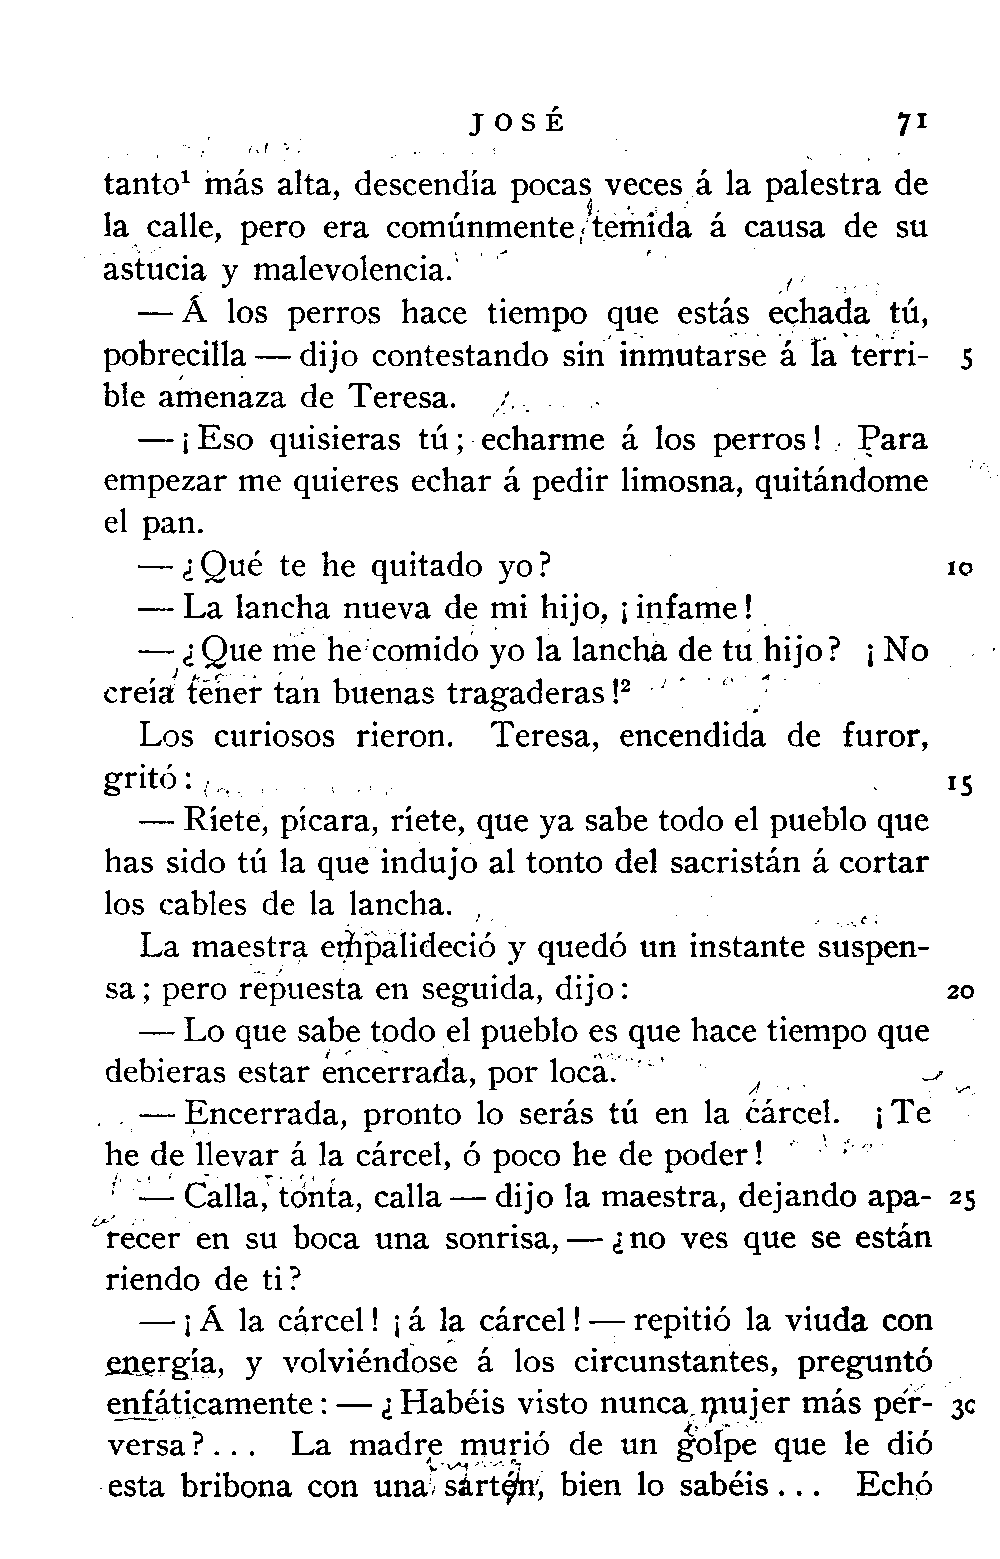 JOSÉ 71
tanto¹ más alta, descendía pocas veces á la palestra de
la calle, pero era comúnmente temida á causa de su
astucia y malevolencia.
— Á los perros hace tiempo que estás echada tú,
pobrecilla — dijo contestando sin inmutarse á la terri- 5
ble amenaza de Teresa.
— ¡Eso quisieras tú; echarme á los perros! Para
empezar me quieres echar á pedir limosna, quitándome
el pan.
— ¿Qué te he quitado yo? 10
— La lancha nueva de mi hijo, ¡infame!
— ¿Que me he comido yo la lancha de tu hijo? ¡No
creía tener tan buenas tragaderas!²
Los curiosos rieron. Teresa, encendida de furor,
gritó: 15
— Ríete, pícara, ríete, que ya sabe todo el pueblo que
has sido tú la que indujo al tonto del sacristán á cortar
los cables de la lancha.
La maestra empalideció y quedó un instante suspen-
sa; pero repuesta en seguida, dijo: 20
— Lo que sabe todo el pueblo es que hace tiempo que
debieras estar encerrada, por loca.
— Encerrada, pronto lo serás tú en la cárcel. ¡Te
he de llevar á la cárcel, ó poco he de poder!
— Calla, tonta, calla — dijo la maestra, dejando apa- 25
recer en su boca una sonrisa, — ¿no ves que se están
riendo de ti?
— ¡Á la cárcel! ¡á la cárcel! — repitió la viuda con
energía, y volviéndose á los circunstantes, preguntó
enfáticamente: — ¿Habéis visto nunca mujer más per- 30
versa?... La madre murió de un golpe que le dió
esta bribona con una sartén, bien lo sabéis... Echó